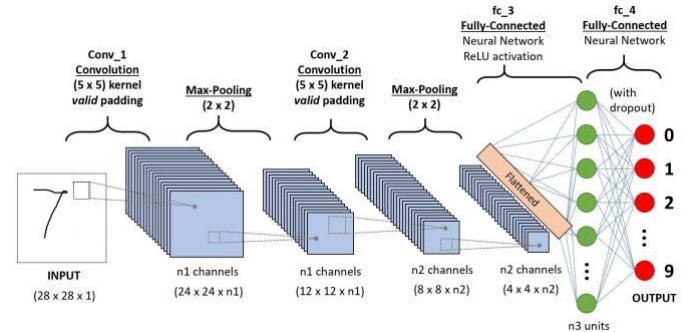 fc_3
Fully-Connected
Neural Network
ReLU activation
fc_4
Fully-Connected
Neural Network
Conv_1
Convolution
(5 x 5) kernel
valid padding
Max-Pooling
(2 x 2)
Conv_2
Convolution
(5 x 5) kernel
valid padding
Max-Pooling
(2 x 2)
(with
dropout)
Flattened
0
1
2
9
INPUT
(28 x 28 x 1)
n1 channels
(24 x 24 x n1)
n1 channels
(12 x 12 x n1)
n2 channels
(8 x 8 x n2)
n2 channels
(4 x 4 x n2)
OUTPUT
n3 units